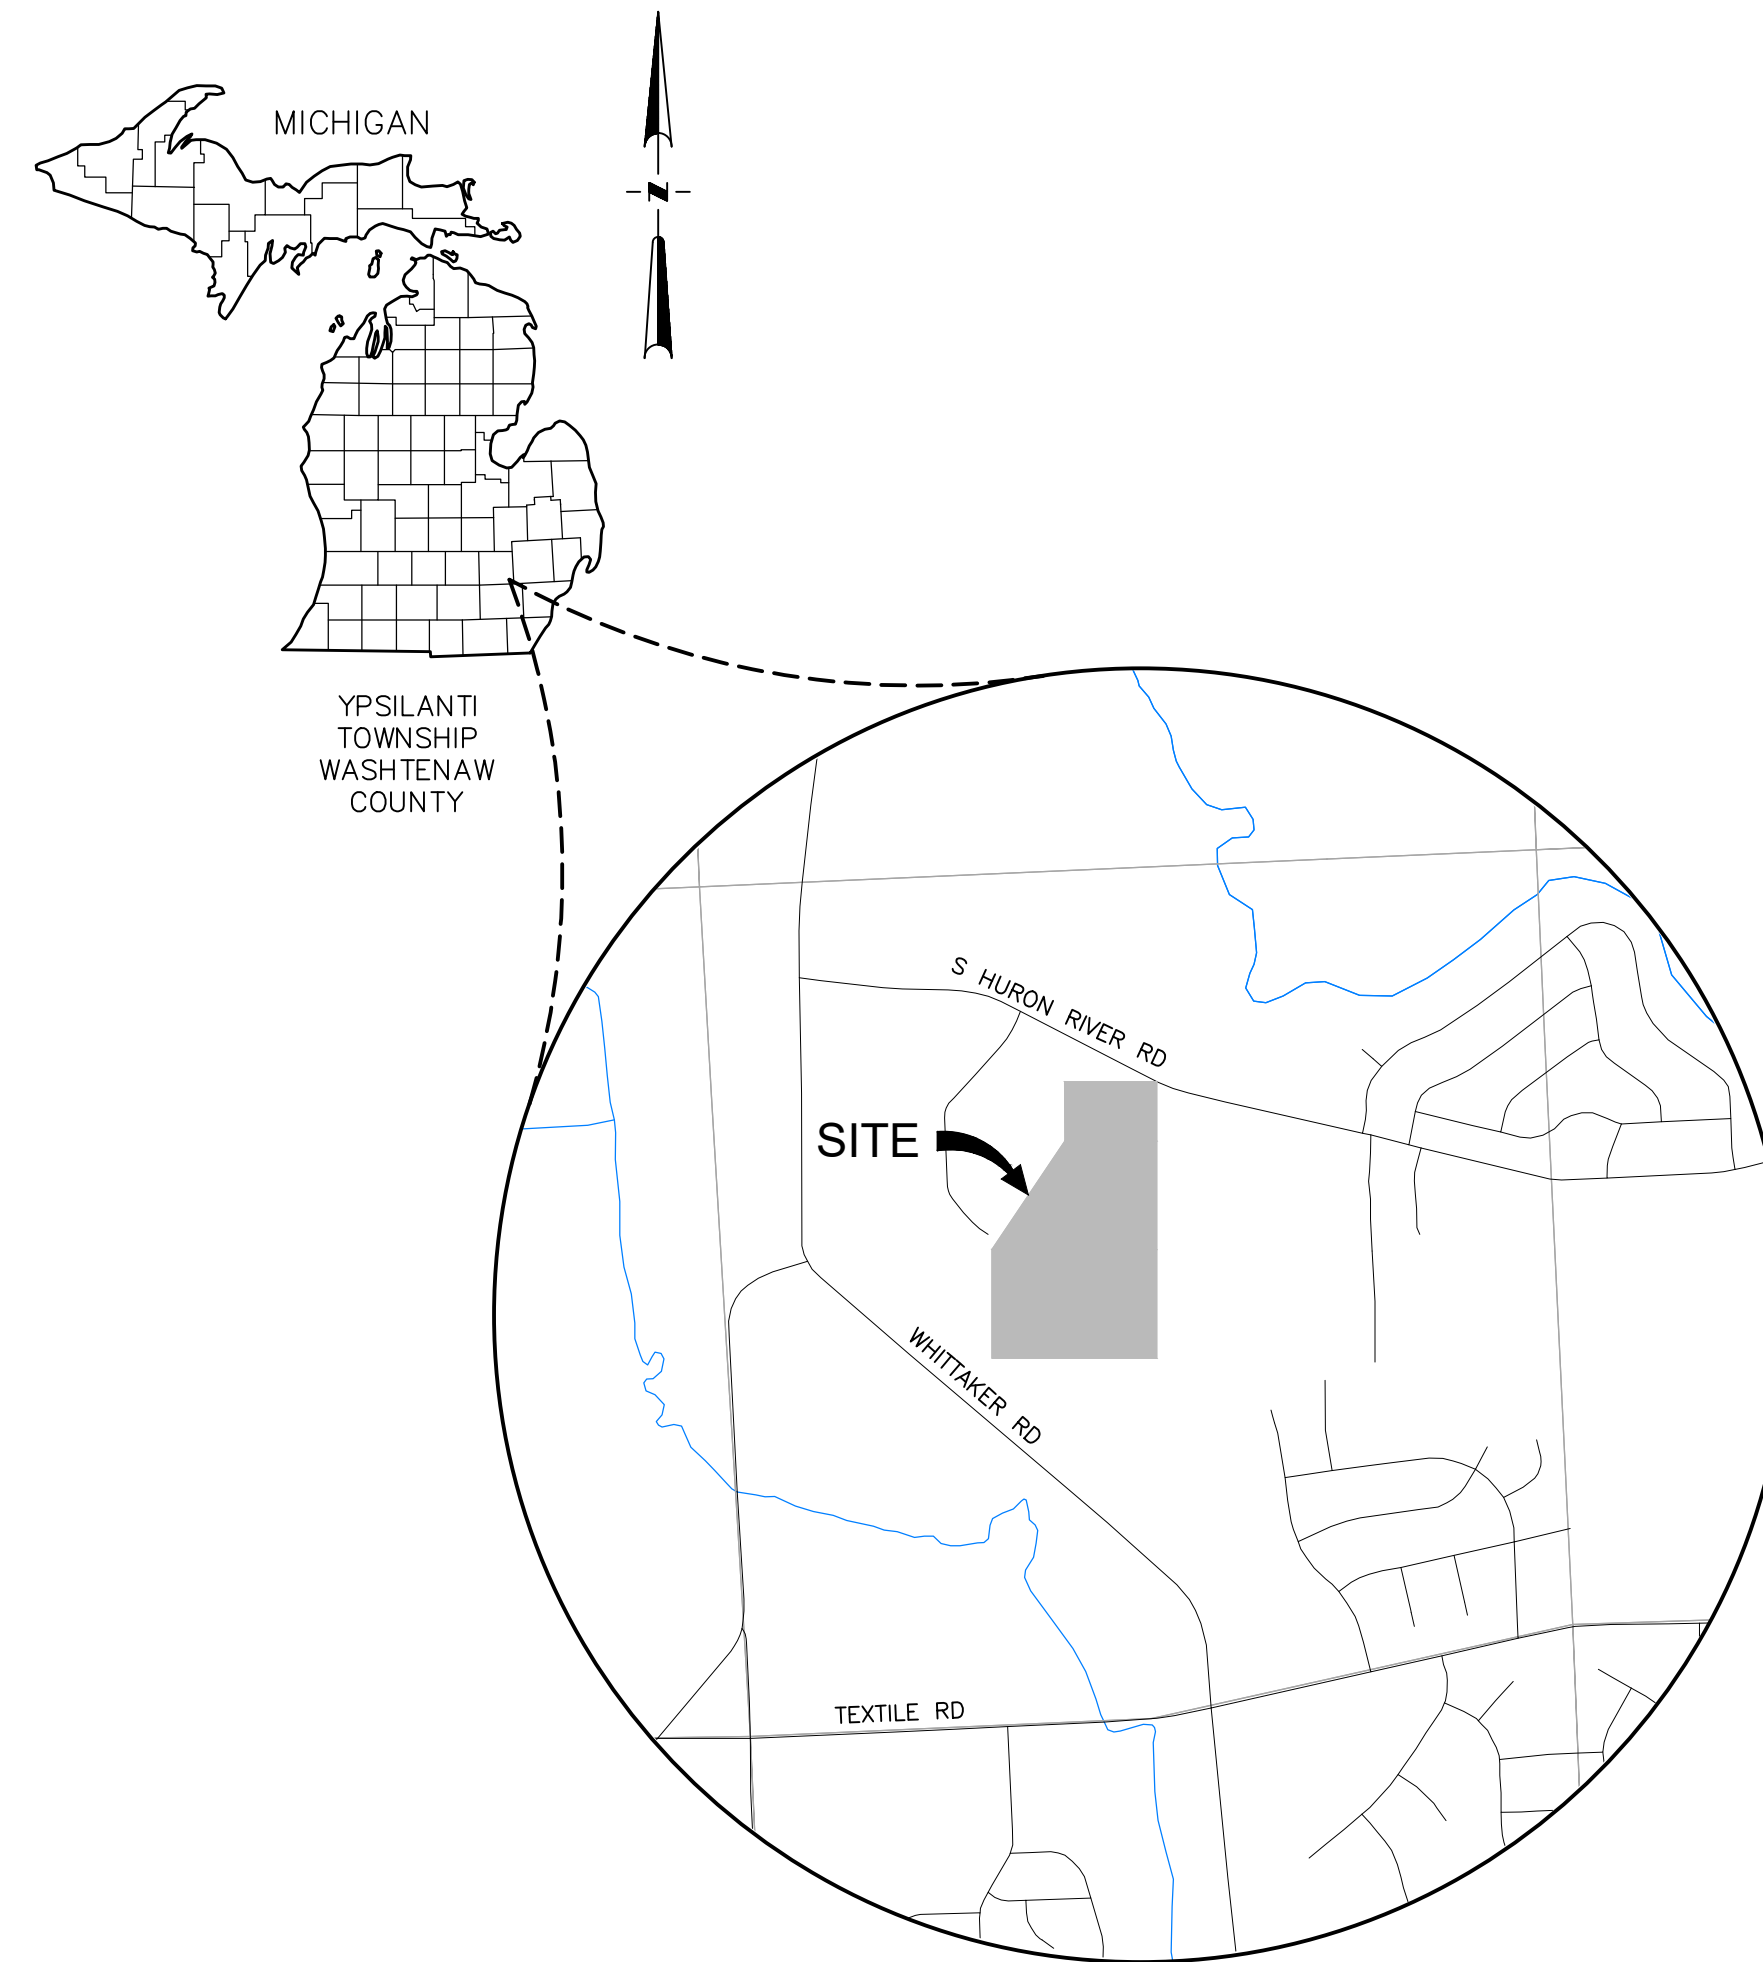 MICHIGAN
N
YPSILANTI
TOWNSHIP
WASHTENAW
COUNTY
S HURON RIVER RD
SITE
WHITTAKER RD
TEXTILE RD